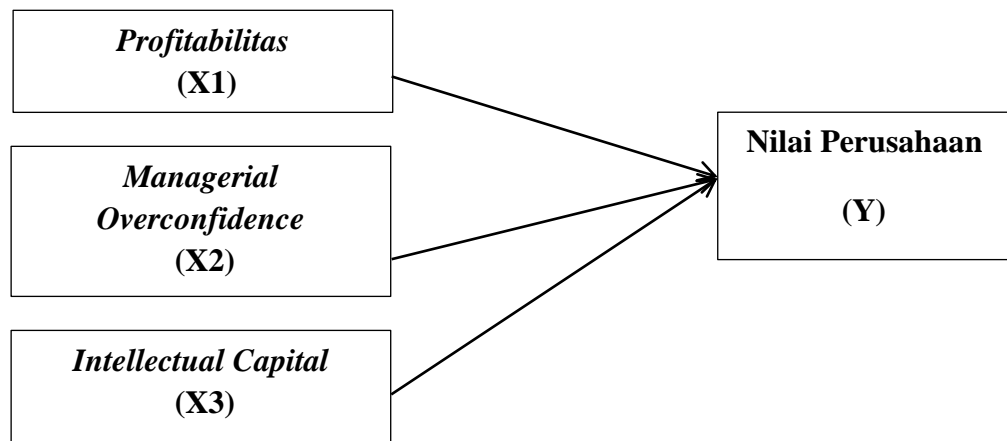 Profitabilitas
(X1)
Managerial
Overconfidence
(X2)
Intellectual Capital
(X3)
Nilai Perusahaan
(Y)